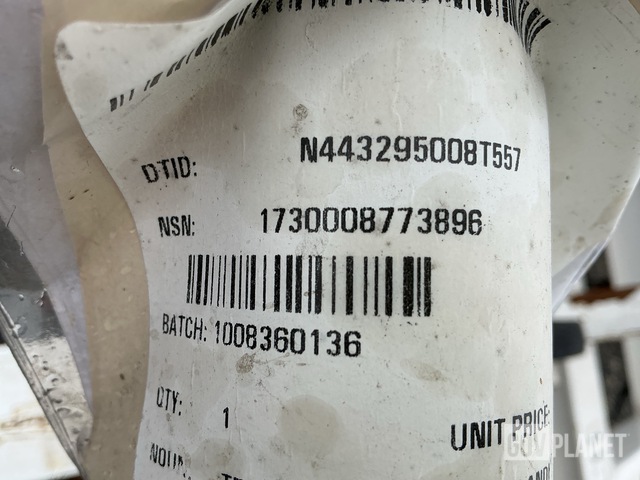 DTID: N443295008T557
NSN: 1730008773896
BATCH: 1008360136
QTY: 1
UNIT PRICE:
GOVPLANET